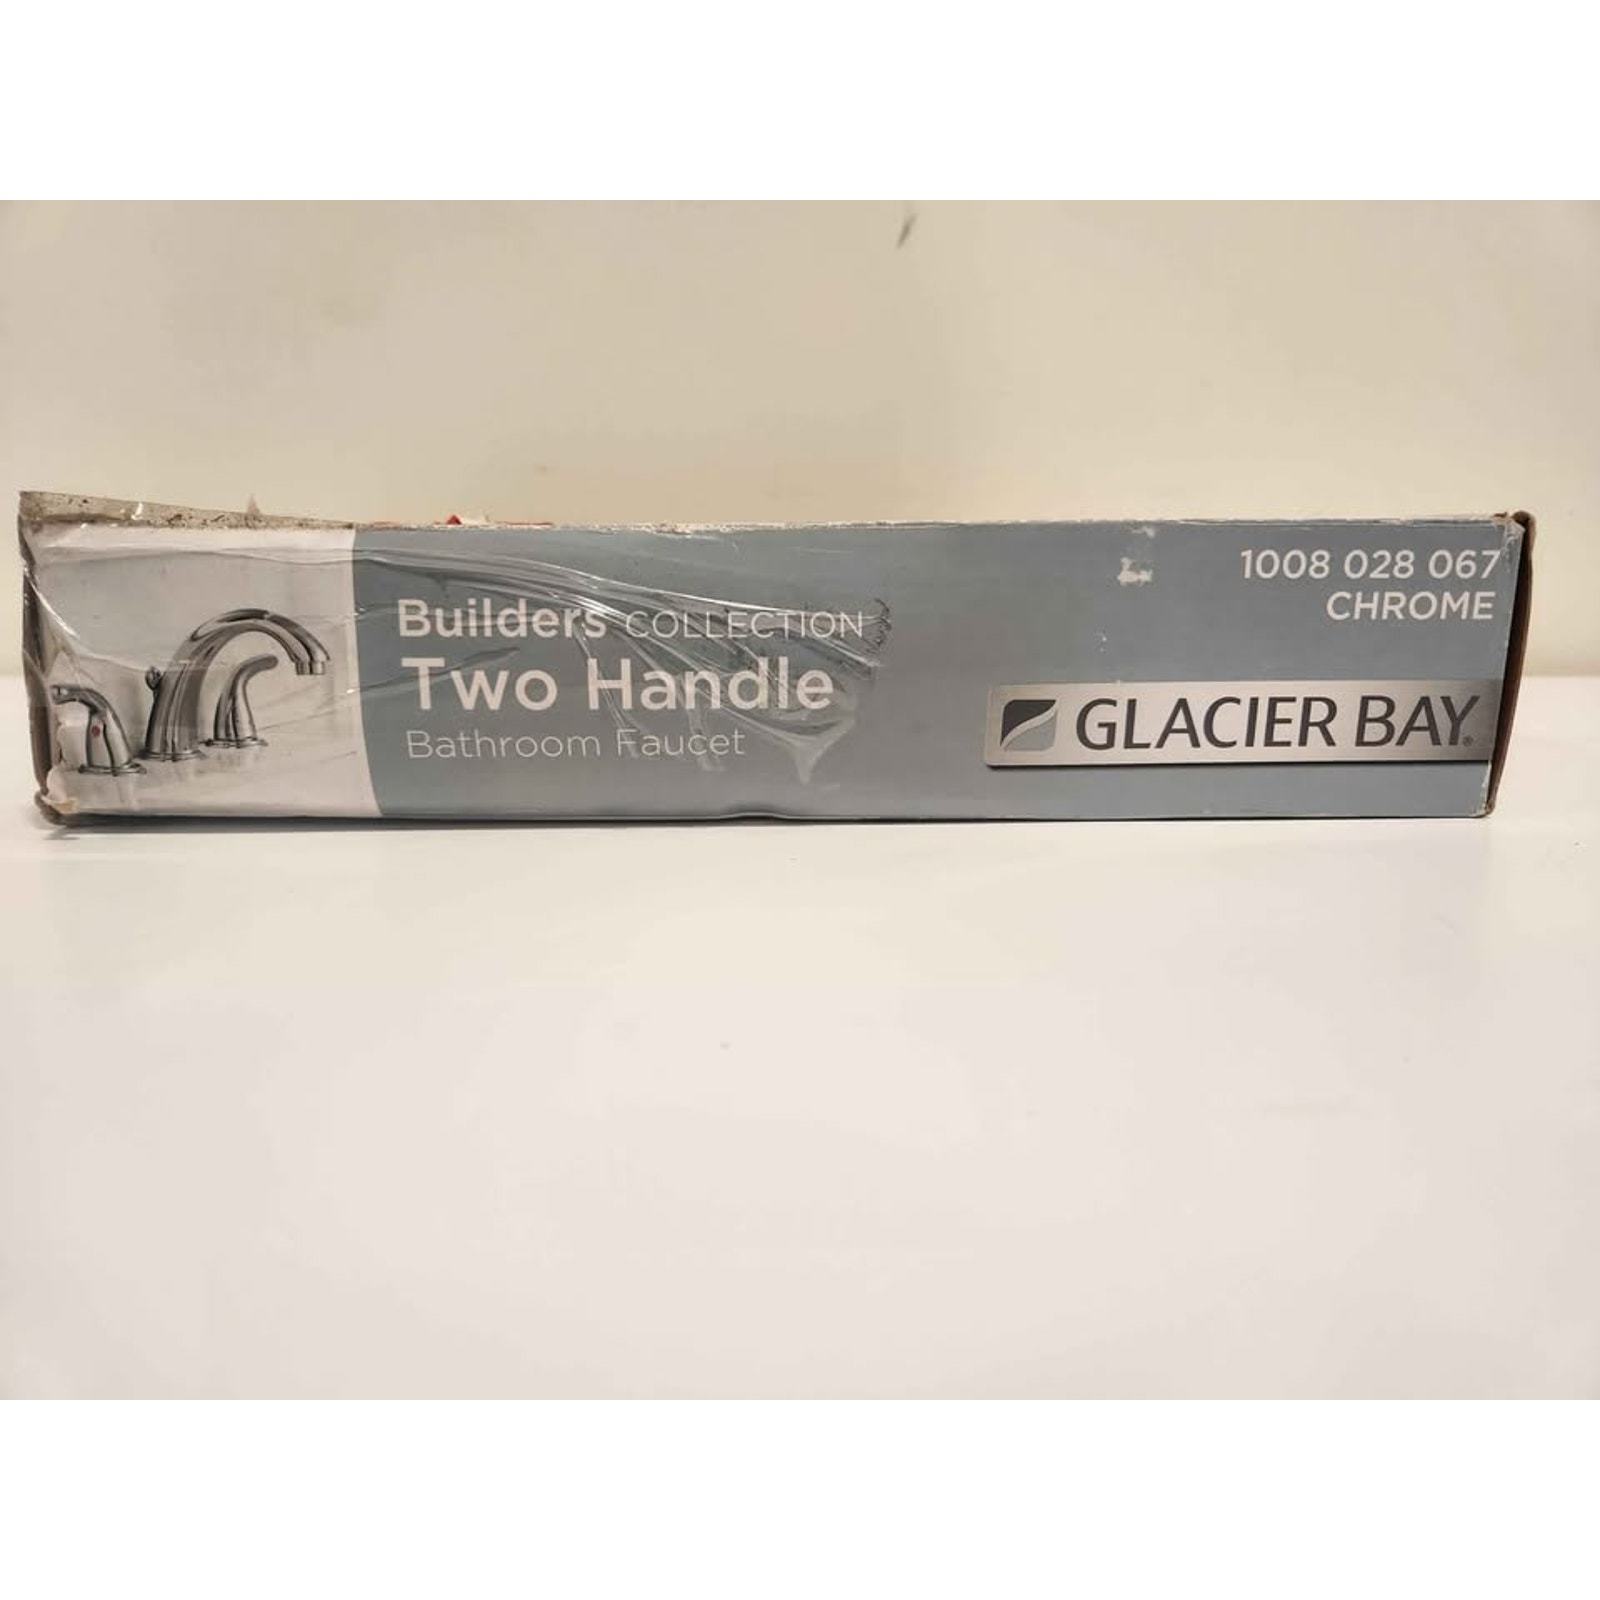 Builders COLLECTION
Two Handle
Bathroom Faucet
1008 028 067
CHROME
GLACIER BAY®